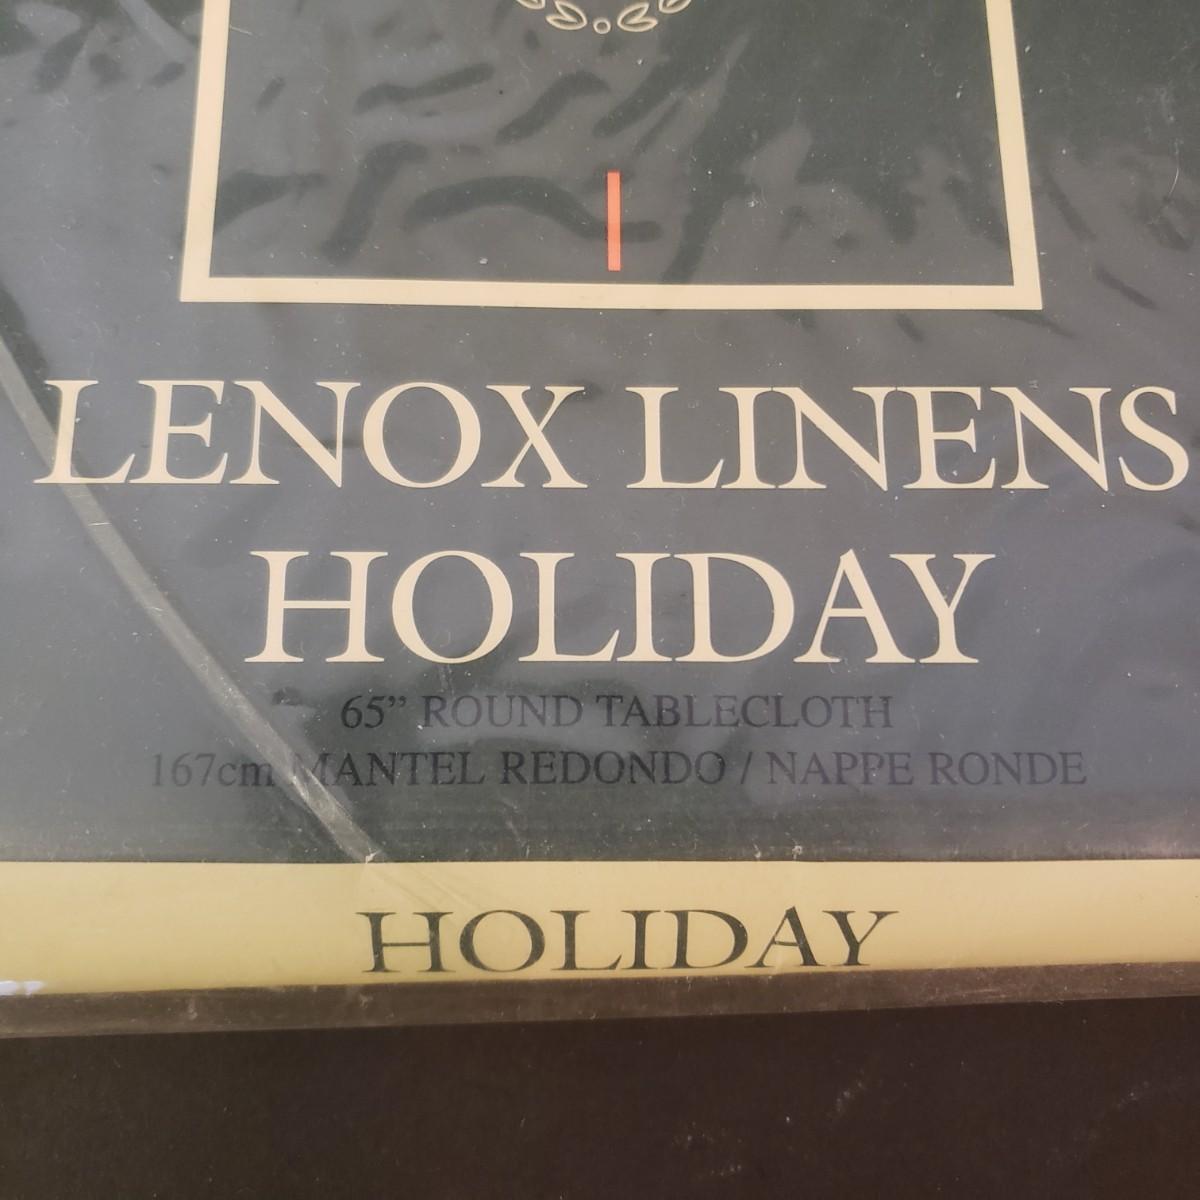 LENOX LINENS
HOLIDAY
65” ROUND TABLECLOTH
167cm MANTEL REDONDO / NAPPE RONDE
HOLIDAY